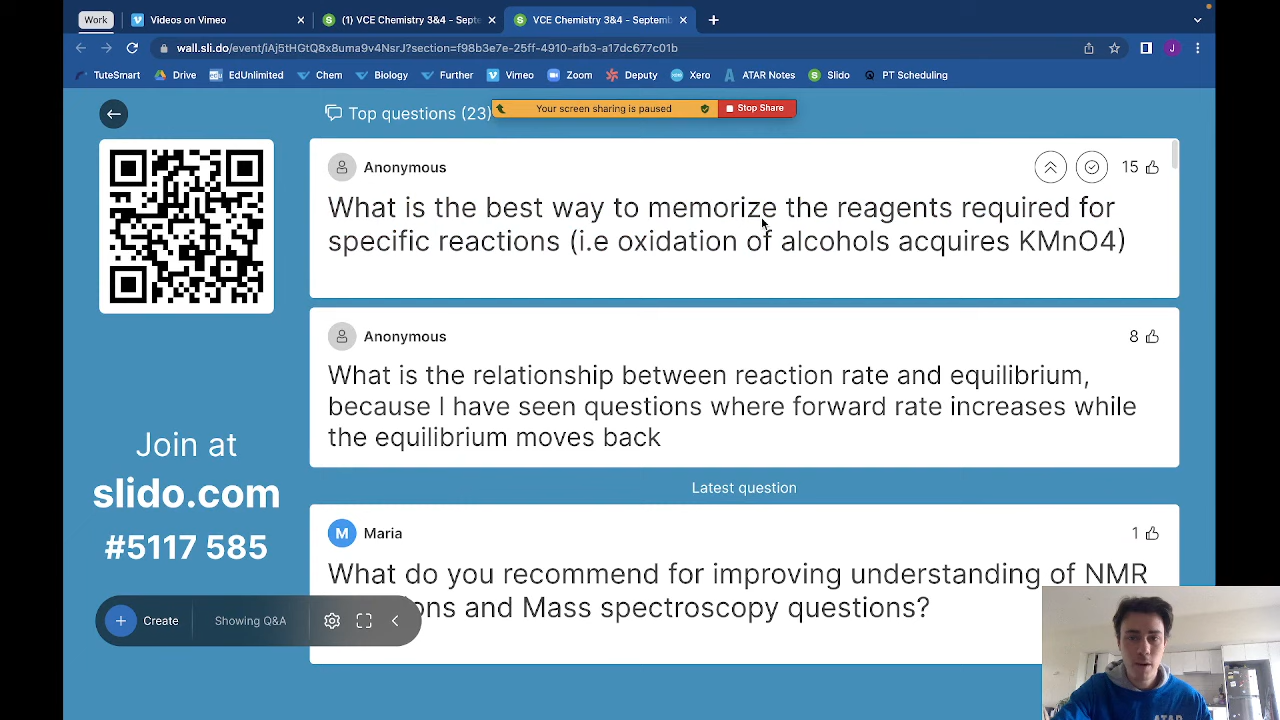 Work
Videos on Vimeo
(1) VCE Chemistry 3&4 - Septe
VCE Chemistry 3&4 - Septemb
wall.sli.do/event/iAj5tHGtQ8x8uma9v4NsrJ?section=f98b3e7e-25ff-4910-afb3-a17dc677c01b
J
TuteSmart
Drive
EdUnlimited
Chem
Biology
Further
Vimeo
Zoom
Deputy
Xero
ATAR Notes
Slido
PT Scheduling
Top questions (23)
Your screen sharing is paused
Stop Share
Anonymous
15
What is the best way to memorize the reagents required for
specific reactions (i.e oxidation of alcohols acquires KMnO4)
Anonymous
8
What is the relationship between reaction rate and equilibrium,
because I have seen questions where forward rate increases while
the equilibrium moves back
Join at
slido.com
#5117 585
Latest question
M
Maria
1
What do you recommend for improving understanding of NMR
ons and Mass spectroscopy questions?
Create
Showing Q&A
ATAR